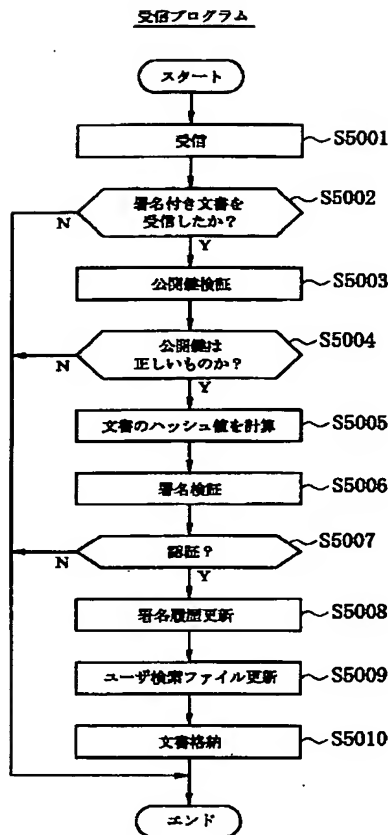 受信プログラム
スタート
受信
S5001
署名付き文書を
受信したか?
S5002
N
Y
公開鍵検証
S5003
公開鍵は
正しいものか?
S5004
N
Y
文書のハッシュ値を計算
S5005
署名検証
S5006
認証?
S5007
N
Y
署名履歴更新
S5008
ユーザ検索ファイル更新
S5009
文書格納
S5010
エンド